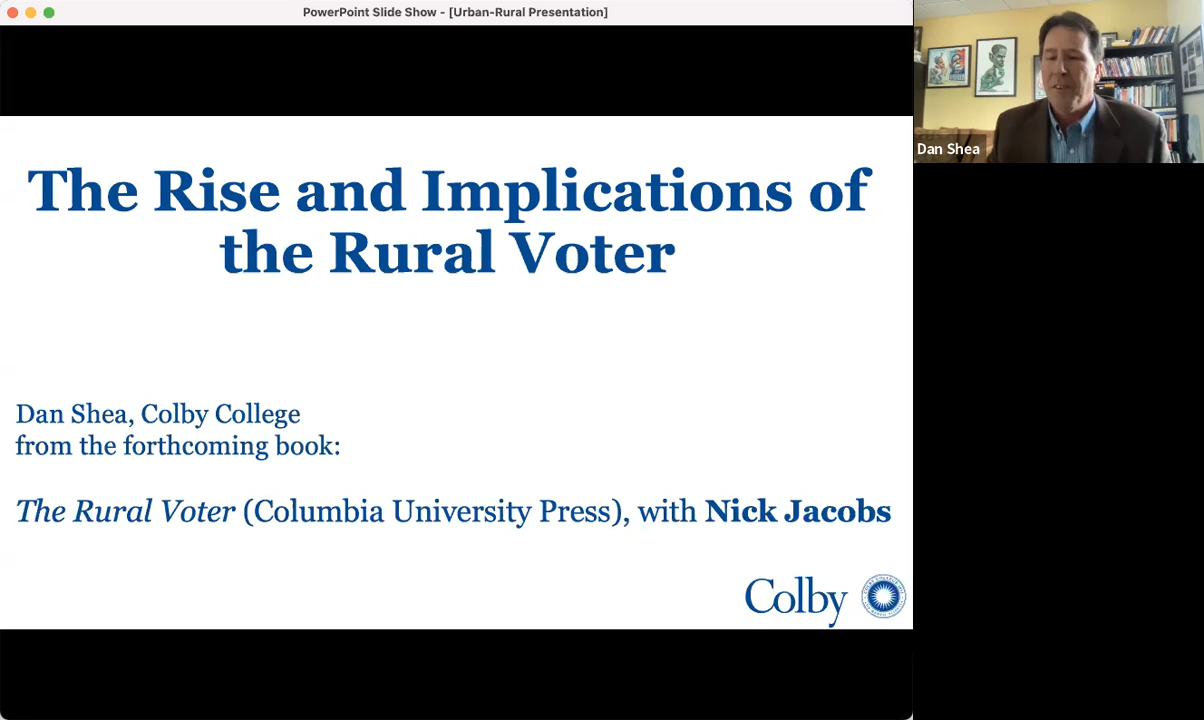 PowerPoint Slide Show - [Urban-Rural Presentation]
The Rise and Implications of
the Rural Voter
Dan Shea, Colby College
from the forthcoming book:
The Rural Voter (Columbia University Press), with Nick Jacobs
Colby
Dan Shea